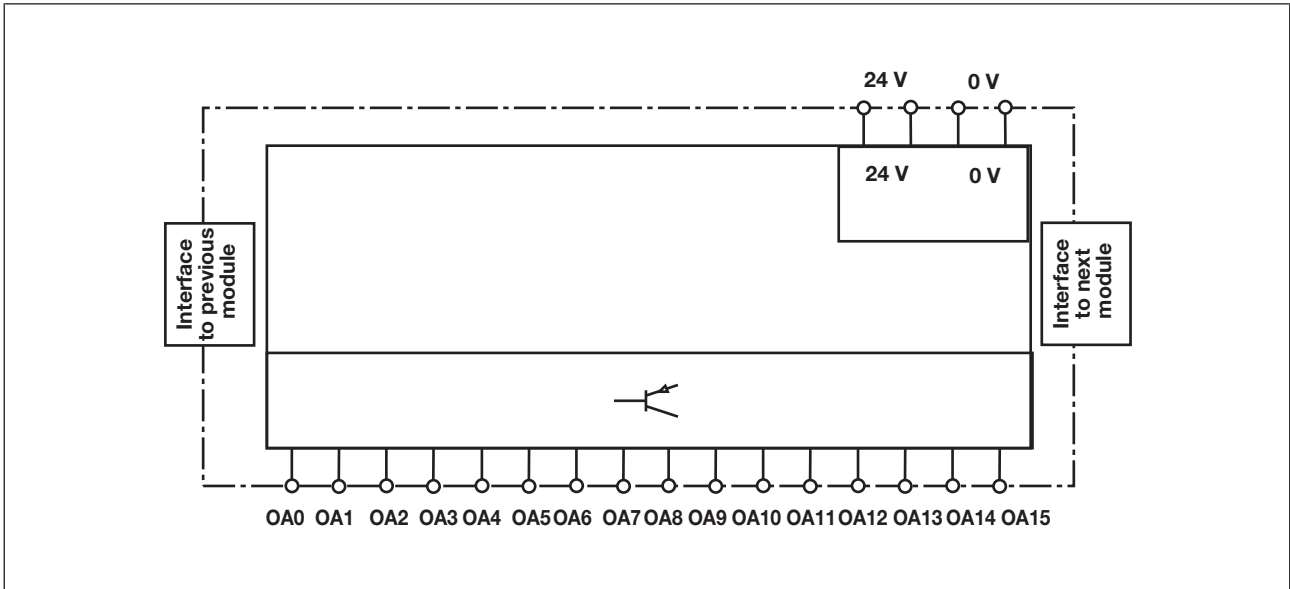 24 V 0 V
24 V 0 V
Interface
to previous
module
Interface
to next
module
OA0 OA1 OA2 OA3 OA4 OA5 OA6 OA7 OA8 OA9 OA10 OA11 OA12 OA13 OA14 OA15